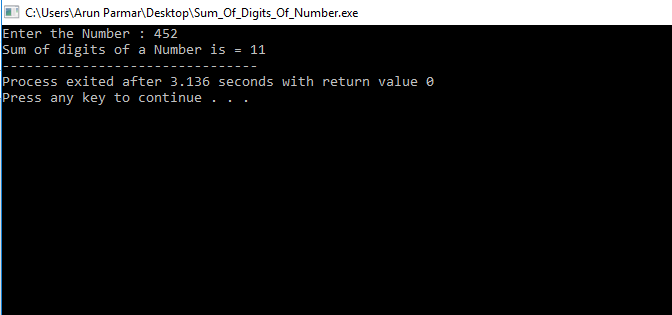 C:\Users\Arun Parmar\Desktop\Sum_Of_Digits_Of_Number.exe
Enter the Number : 452
Sum of digits of a Number is = 11
--------------------------------
Process exited after 3.136 seconds with return value 0
Press any key to continue . . .